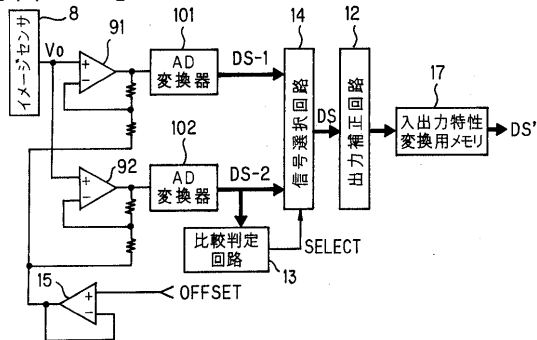 8
イメージセンサ
Vo
91
+
-
101
AD
変換器
DS-1
14
信号選択回路
DS
12
出力補正回路
17
入出力特性
変換用メモリ
DS'
92
+
-
102
AD
変換器
DS-2
比較判定
回路
13
SELECT
15
+
-
OFFSET